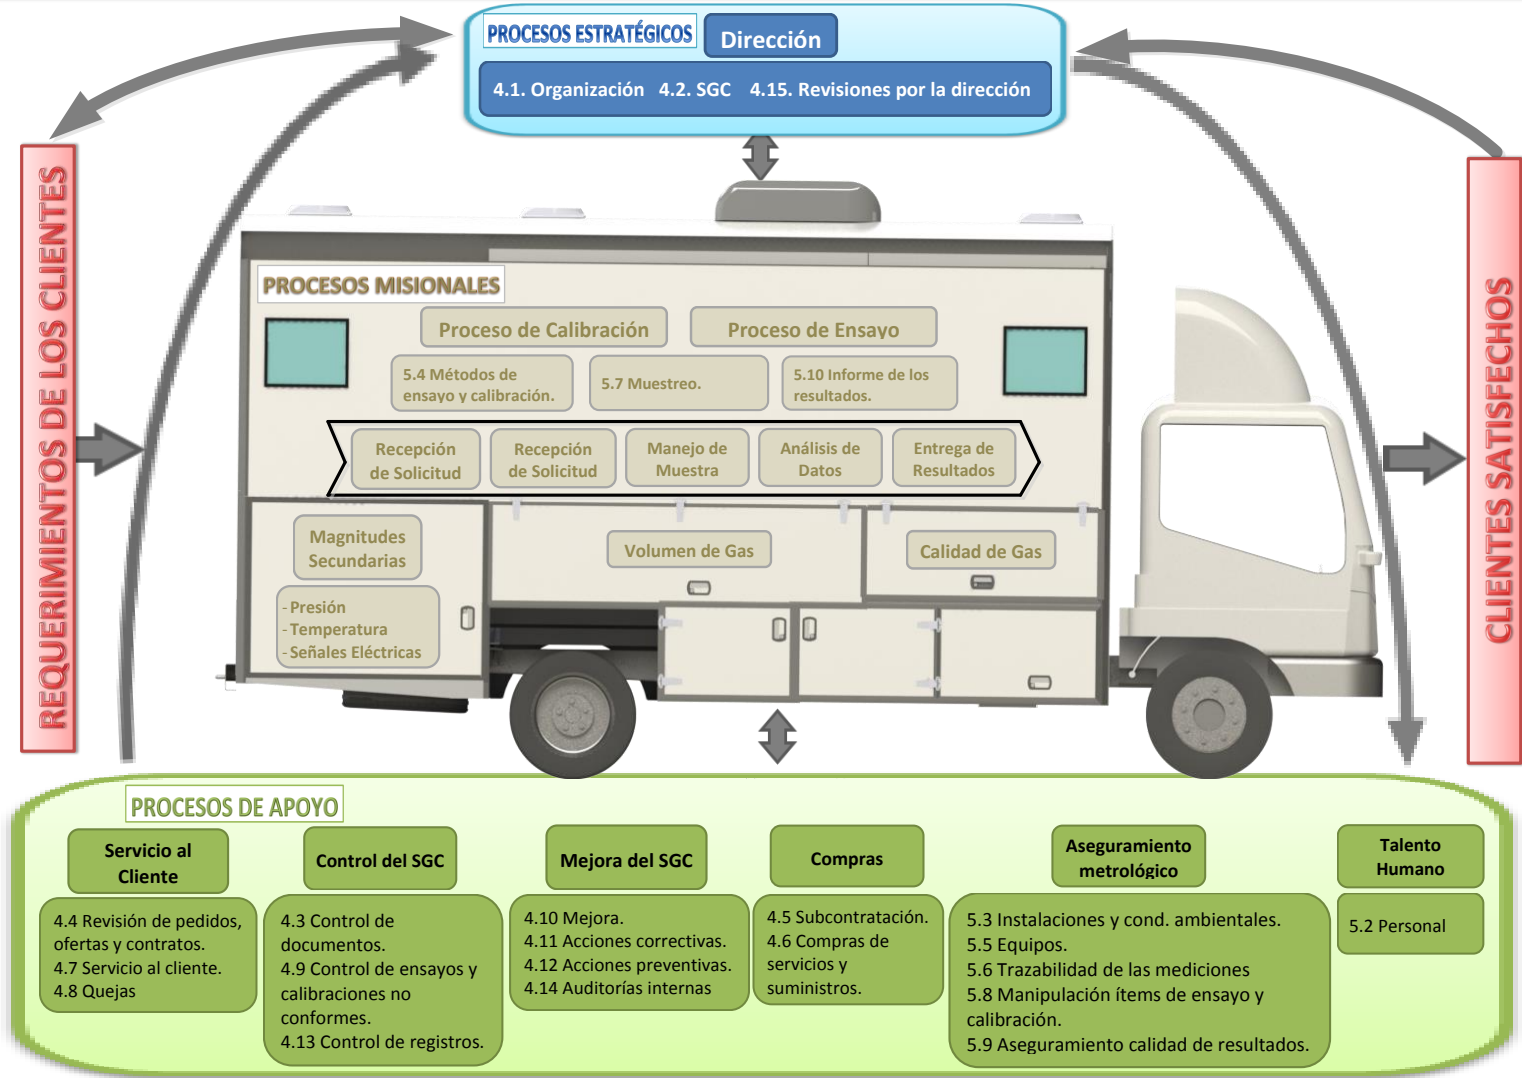 PROCESOS ESTRATÉGICOS
Dirección
4.1. Organización 4.2. SGC 4.15. Revisiones por la dirección
REQUERIMIENTOS DE LOS CLIENTES
CLIENTES SATISFECHOS
PROCESOS MISIONALES
Proceso de Calibración
Proceso de Ensayo
5.4 Métodos de
ensayo y calibración.
5.7 Muestreo.
5.10 Informe de los
resultados.
Recepción
de Solicitud
Recepción
de Solicitud
Manejo de
Muestra
Análisis de
Datos
Entrega de
Resultados
Magnitudes
Secundarias
- Presión
- Temperatura
- Señales Eléctricas
Volumen de Gas
Calidad de Gas
PROCESOS DE APOYO
Servicio al
Cliente
4.4 Revisión de pedidos,
ofertas y contratos.
4.7 Servicio al cliente.
4.8 Quejas
Control del SGC
4.3 Control de
documentos.
4.9 Control de ensayos y
calibraciones no
conformes.
4.13 Control de registros.
Mejora del SGC
4.10 Mejora.
4.11 Acciones correctivas.
4.12 Acciones preventivas.
4.14 Auditorías internas
Compras
4.5 Subcontratación.
4.6 Compras de
servicios y
suministros.
Aseguramiento
metrológico
5.3 Instalaciones y cond. ambientales.
5.5 Equipos.
5.6 Trazabilidad de las mediciones
5.8 Manipulación ítems de ensayo y
calibración.
5.9 Aseguramiento calidad de resultados.
Talento
Humano
5.2 Personal